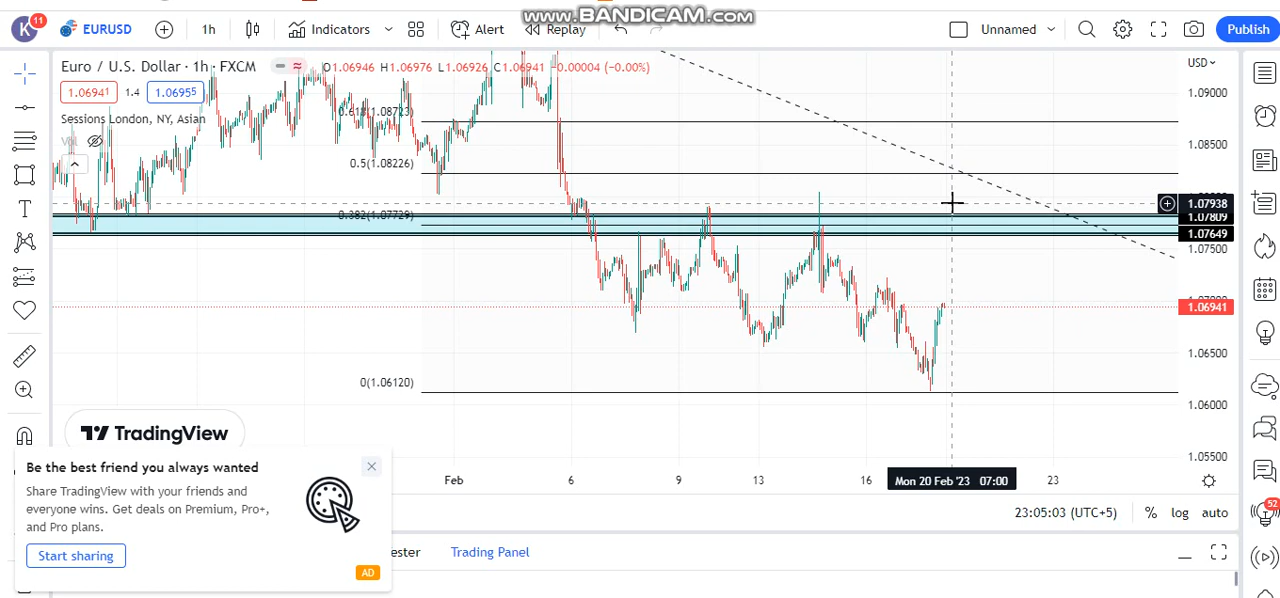 www.BANDICAM.com
K 11 EURUSD 1h Indicators Alert Replay Unnamed Publish
Euro / U.S. Dollar · 1h · FXCM O1.06946 H1.06976 L1.06926 C1.06941 -0.00004 (-0.00%)
USD
1.06941 1.4 1.06955
Sessions London, NY, Asian
Vol
1.09000
0.618(1.08723)
1.08500
0.5(1.08226)
1.07938
1.07809
0.382(1.07729)
1.07649
1.07500
1.06941
1.06500
0(1.06120)
1.06000
1.05500
TradingView
Feb 6 9 13 16 Mon 20 Feb '23 07:00 23
23:05:03 (UTC+5) % log auto
Be the best friend you always wanted
Share TradingView with your friends and
everyone wins. Get deals on Premium, Pro+,
and Pro plans.
Start sharing
AD
ester Trading Panel
52